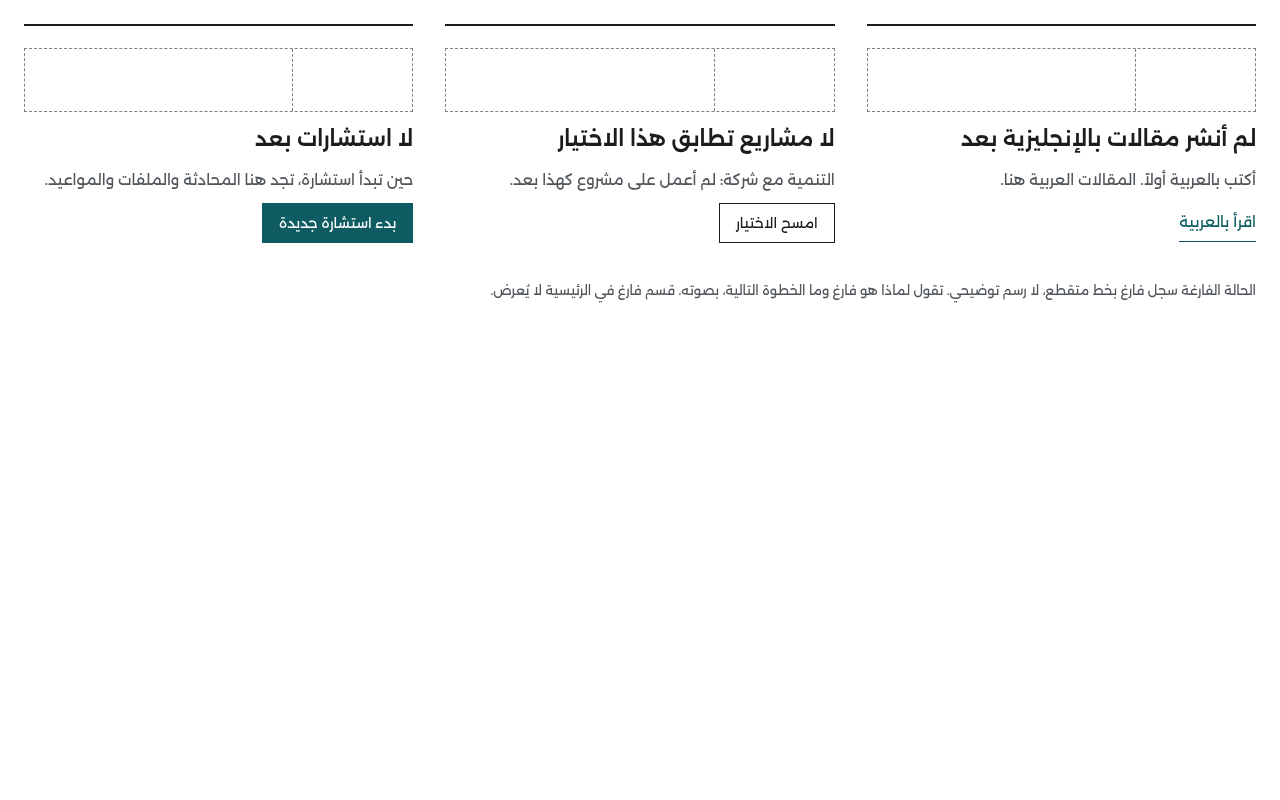 لم أنشر مقالات بالإنجليزية بعد
أكتب بالعربية أولاً. المقالات العربية هنا.
اقرأ بالعربية
لا مشاريع تطابق هذا الاختيار
التنمية مع شركة: لم أعمل على مشروع كهذا بعد.
امسح الاختيار
لا استشارات بعد
حين تبدأ استشارة، تجد هنا المحادثة والملفات والمواعيد.
بدء استشارة جديدة
الحالة الفارغة سجل فارغ بخط متقطع، لا رسم توضيحي. تقول لماذا هو فارغ وما الخطوة التالية، بصوته. قسم فارغ في الرئيسية لا يُعرض.